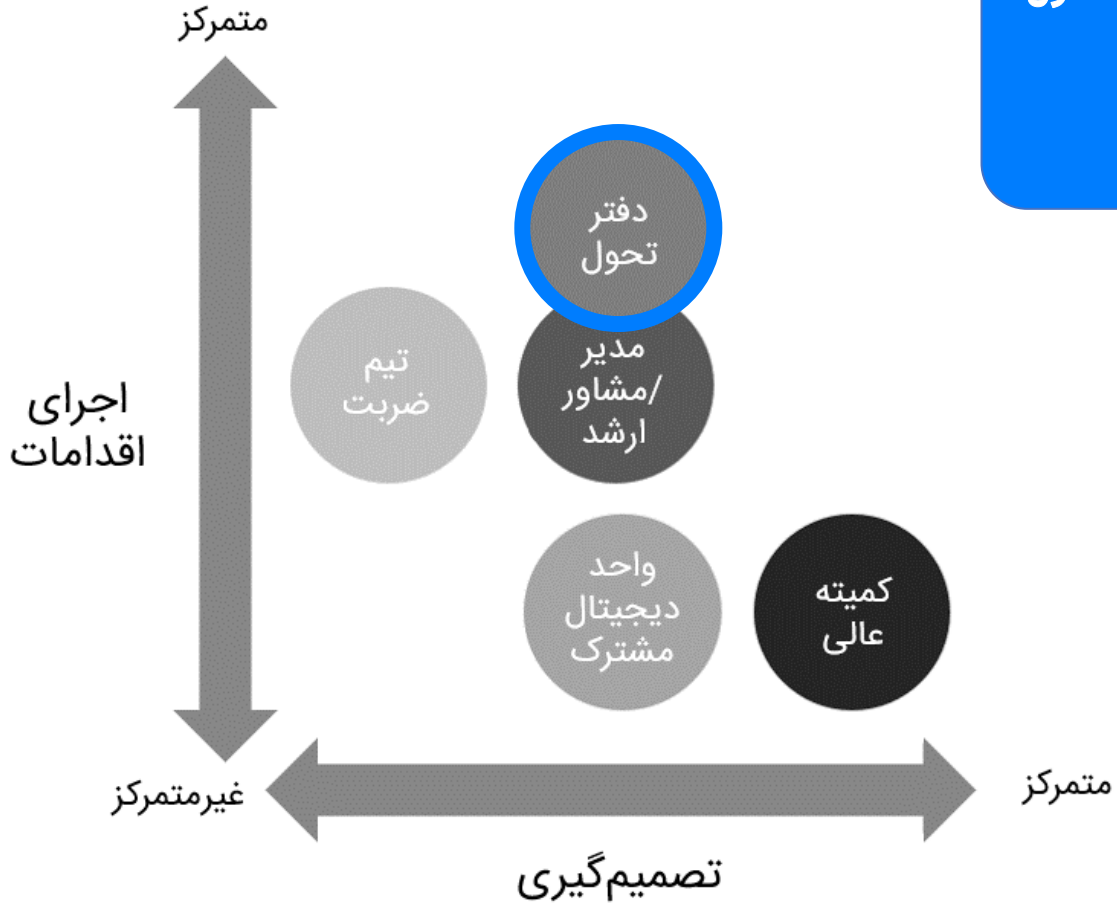 متمرکز
دفتر
تحول
مدیر
/مشاور
ارشد
تیم
ضربت
اجرای
اقدامات
واحد
دیجیتال
مشترک
کمیته
عالی
غیرمتمرکز
متمرکز
تصمیم‌گیری